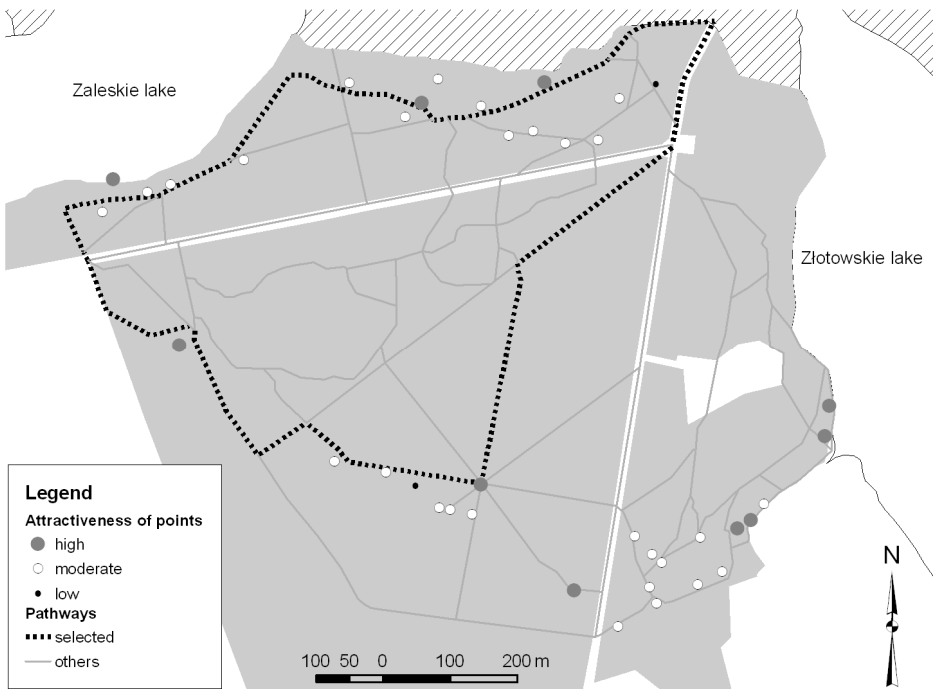 Zaleskie lake
Złotowskie lake
Legend
Attractiveness of points
high
moderate
low
Pathways
selected
others
100 50 0 100 200 m
N